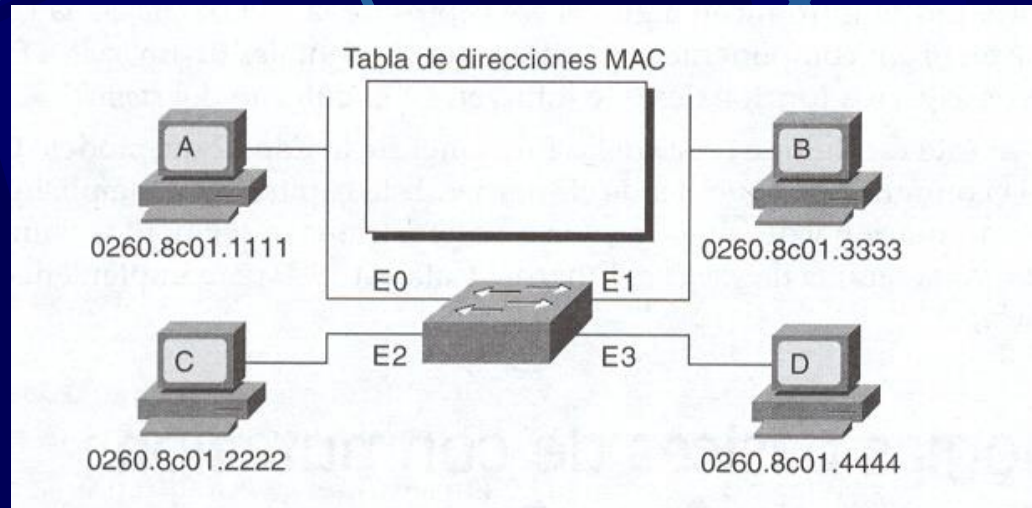 Tabla de direcciones MAC
A
B
0260.8c01.1111
0260.8c01.3333
E0
E1
E2
E3
C
D
0260.8c01.2222
0260.8c01.4444